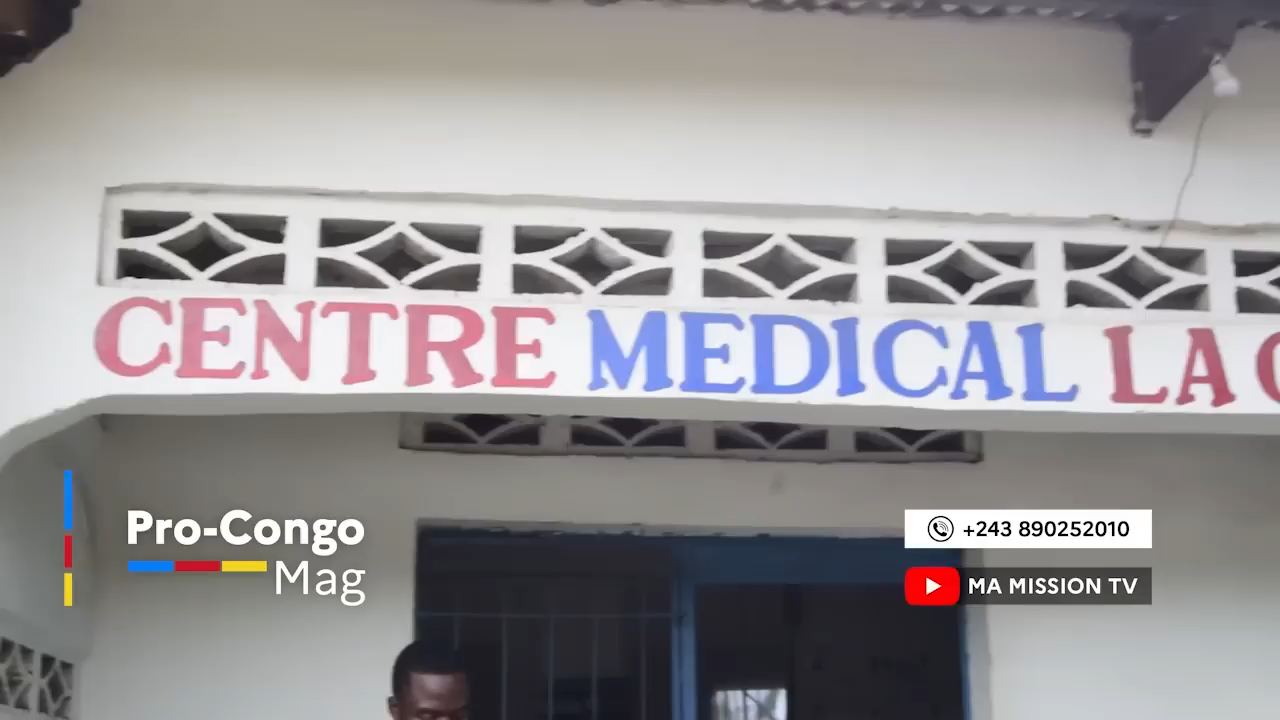 CENTRE MEDICAL LA
Pro-Congo
Mag
+243 890252010
MA MISSION TV